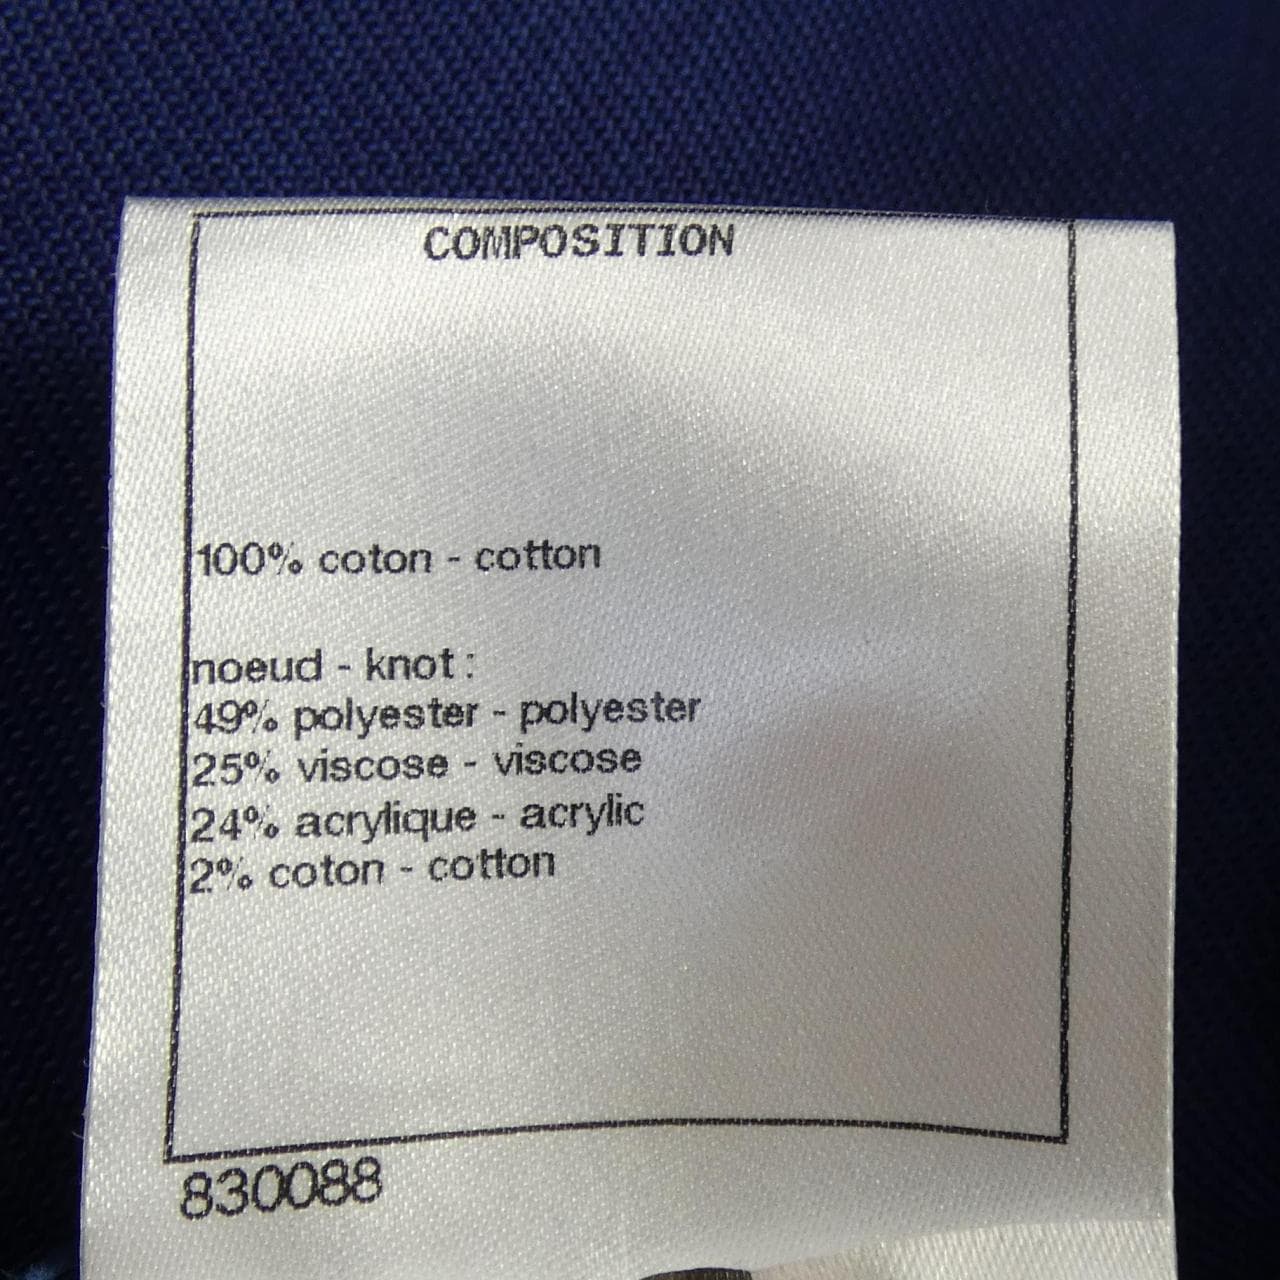 COMPOSITION
100% coton - cotton
noeud - knot :
49% polyester - polyester
25% viscose - viscose
24% acrylique - acrylic
2% coton - cotton
830088